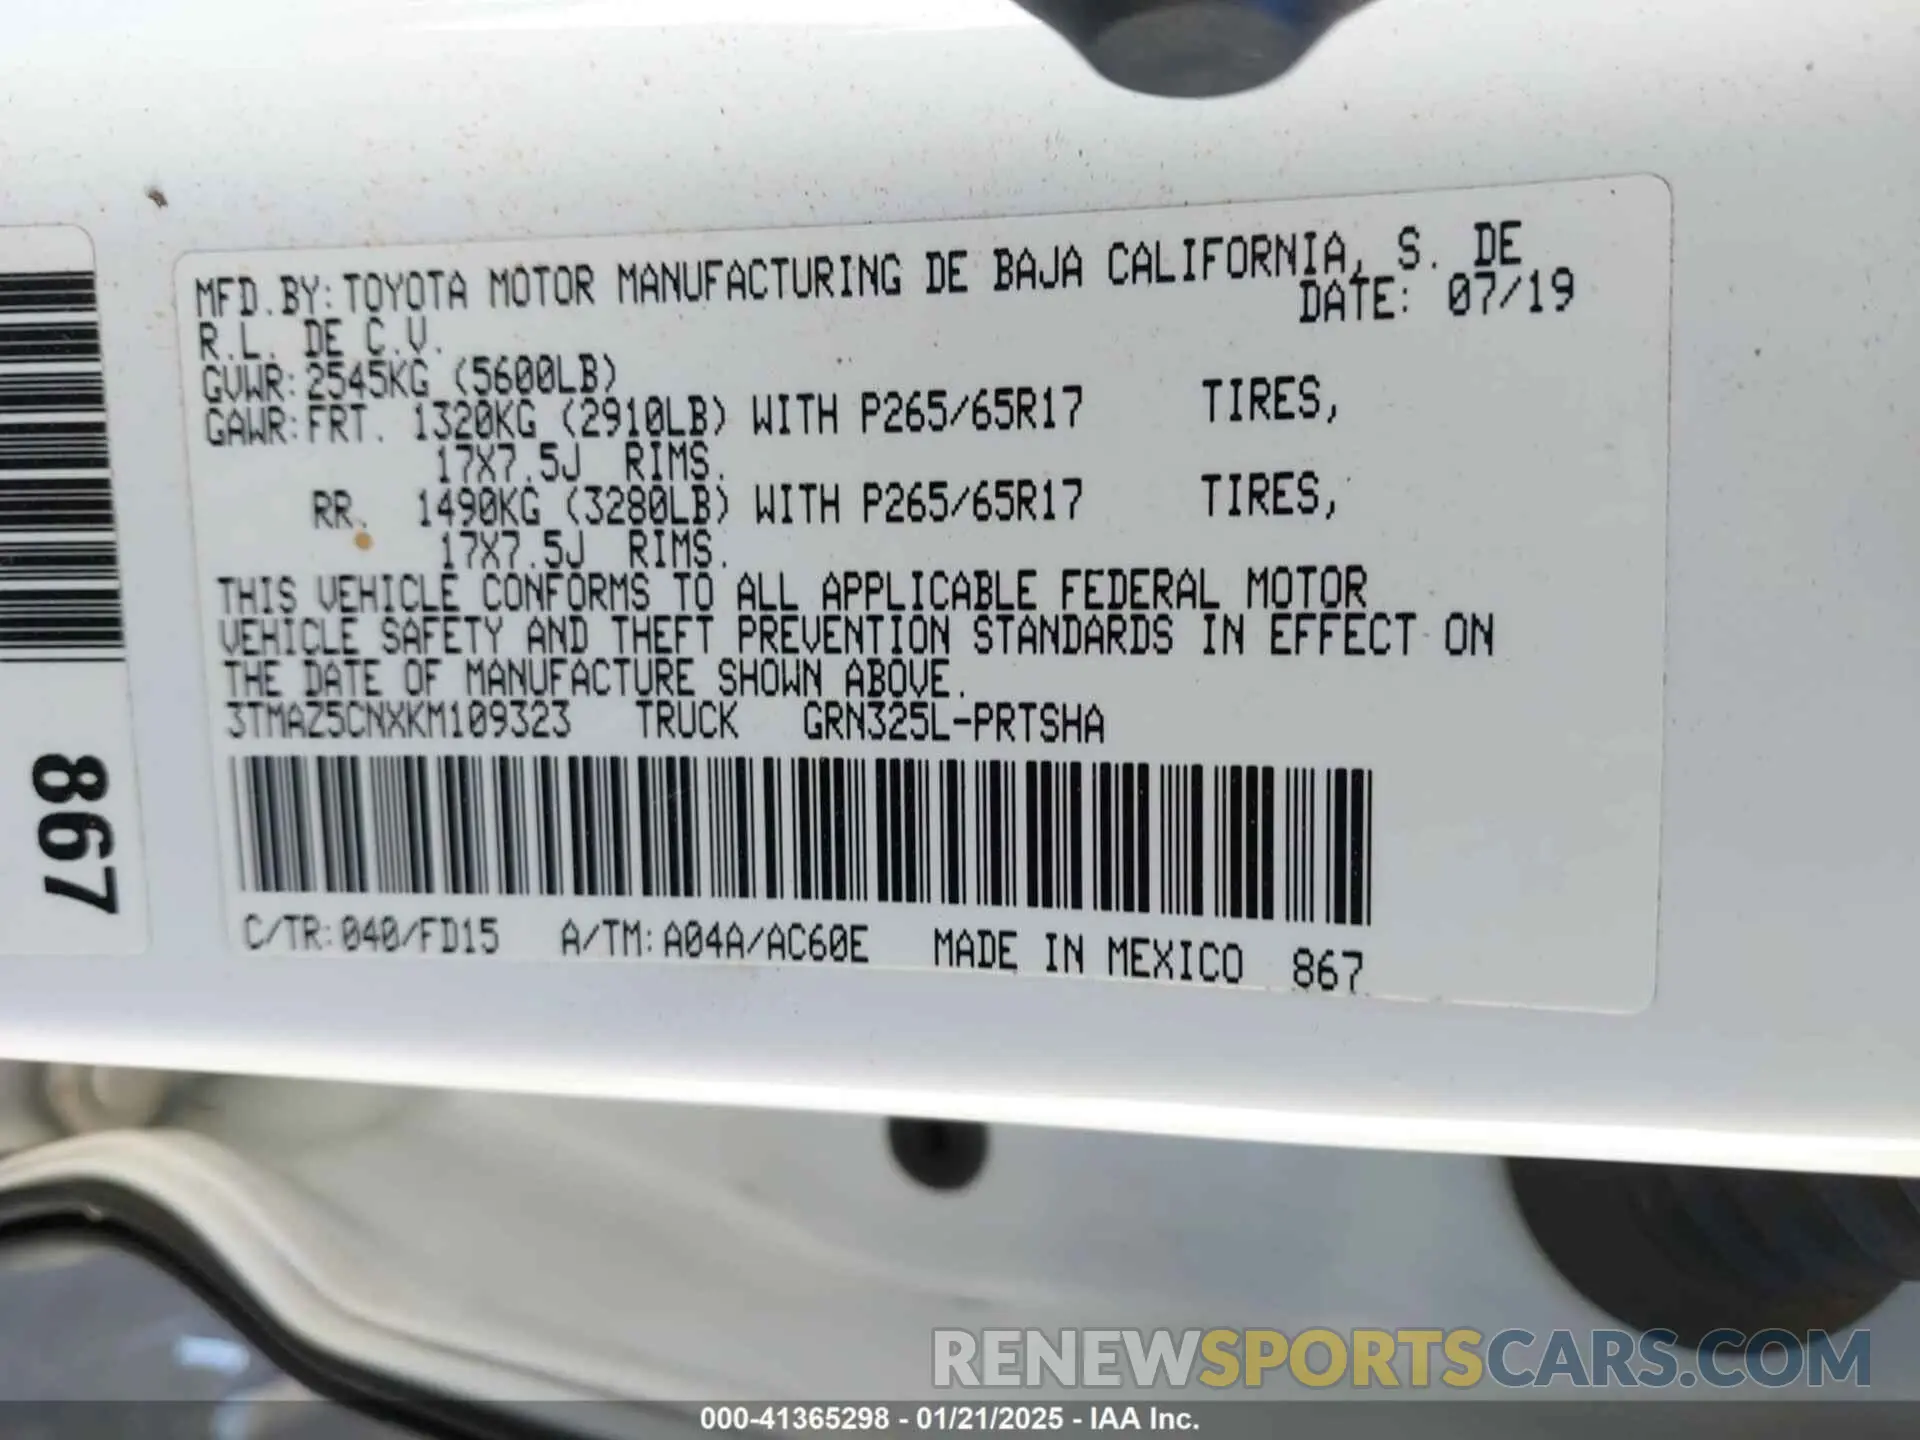 MFD.BY:TOYOTA MOTOR MANUFACTURING DE BAJA CALIFORNIA, S. DE
R.L. DE C.V. DATE: 07/19
GVWR:2545KG (5600LB)
GAWR:FRT. 1320KG (2910LB) WITH P265/65R17 TIRES,
17X7.5J RIMS.
RR. 1490KG (3280LB) WITH P265/65R17 TIRES,
17X7.5J RIMS.
THIS VEHICLE CONFORMS TO ALL APPLICABLE FEDERAL MOTOR
VEHICLE SAFETY AND THEFT PREVENTION STANDARDS IN EFFECT ON
THE DATE OF MANUFACTURE SHOWN ABOVE.
3TMAZ5CNXKM109323 TRUCK GRN325L-PRTSHA
C/TR:040/FD15 A/TM:A04A/AC60E MADE IN MEXICO 867
867
RENEWSPORTSCARS.COM
000-41365298 - 01/21/2025 - IAA Inc.